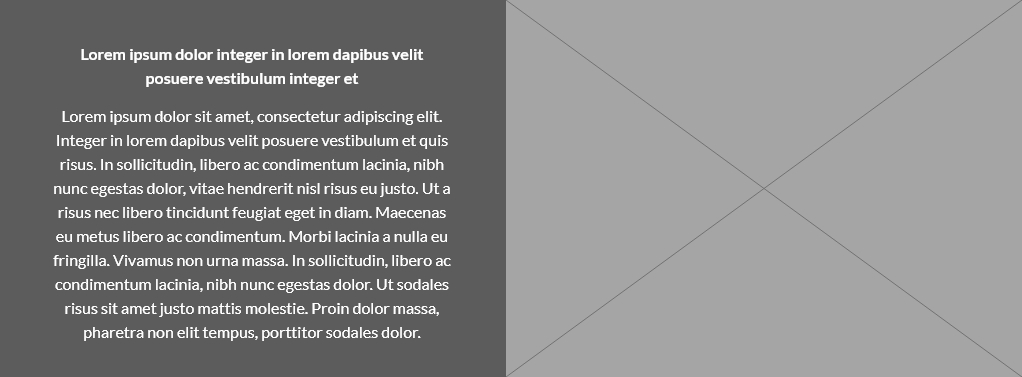 Lorem ipsum dolor integer in lorem dapibus velit
posuere vestibulum integer et
Lorem ipsum dolor sit amet, consectetur adipiscing elit.
Integer in lorem dapibus velit posuere vestibulum et quis
risus. In sollicitudin, libero ac condimentum lacinia, nibh
nunc egestas dolor, vitae hendrerit nisl risus eu justo. Ut a
risus nec libero tincidunt feugiat eget in diam. Maecenas
eu metus libero ac condimentum. Morbi lacinia a nulla eu
fringilla. Vivamus non urna massa. In sollicitudin, libero ac
condimentum lacinia, nibh nunc egestas dolor. Ut sodales
risus sit amet justo mattis molestie. Proin dolor massa,
pharetra non elit tempus, porttitor sodales dolor.